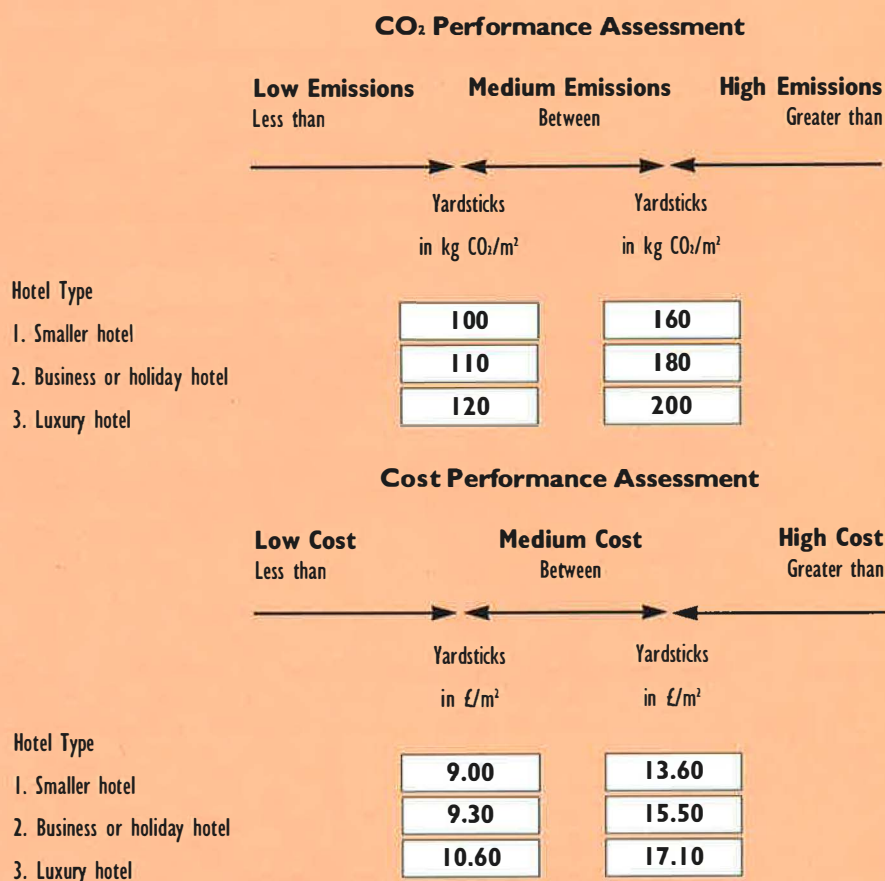 CO₂ Performance Assessment
Low Emissions Medium Emissions High Emissions
Less than Between Greater than
Yardsticks Yardsticks
in kg CO₂/m² in kg CO₂/m²
Hotel Type
1. Smaller hotel 100 160
2. Business or holiday hotel 110 180
3. Luxury hotel 120 200
Cost Performance Assessment
Low Cost Medium Cost High Cost
Less than Between Greater than
Yardsticks Yardsticks
in £/m² in £/m²
Hotel Type
1. Smaller hotel 9.00 13.60
2. Business or holiday hotel 9.30 15.50
3. Luxury hotel 10.60 17.10